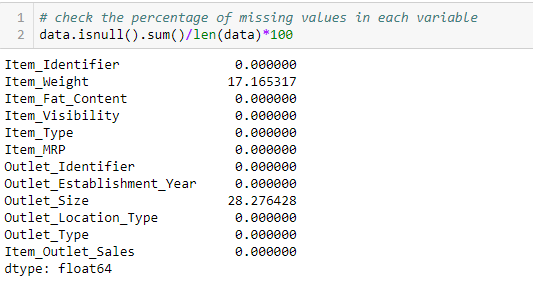 1 # check the percentage of missing values in each variable
2 data.isnull().sum()/len(data)*100
Item_Identifier 0.000000
Item_Weight 17.165317
Item_Fat_Content 0.000000
Item_Visibility 0.000000
Item_Type 0.000000
Item_MRP 0.000000
Outlet_Identifier 0.000000
Outlet_Establishment_Year 0.000000
Outlet_Size 28.276428
Outlet_Location_Type 0.000000
Outlet_Type 0.000000
Item_Outlet_Sales 0.000000
dtype: float64